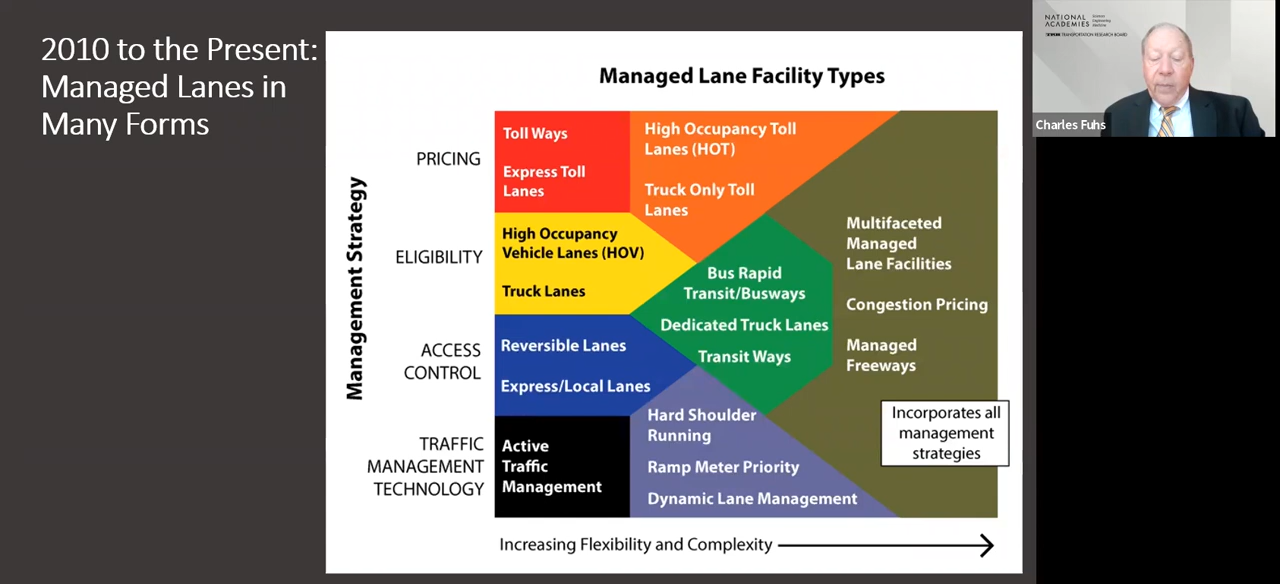 2010 to the Present:
Managed Lanes in
Many Forms
Managed Lane Facility Types
Management Strategy
PRICING
ELIGIBILITY
ACCESS
CONTROL
TRAFFIC
MANAGEMENT
TECHNOLOGY
Toll Ways
Express Toll
Lanes
High Occupancy Toll
Lanes (HOT)
Truck Only Toll
Lanes
High Occupancy
Vehicle Lanes (HOV)
Truck Lanes
Bus Rapid
Transit/Busways
Dedicated Truck Lanes
Transit Ways
Multifaceted
Managed
Lane Facilities
Congestion Pricing
Managed
Freeways
Reversible Lanes
Express/Local Lanes
Active
Traffic
Management
Hard Shoulder
Running
Ramp Meter Priority
Dynamic Lane Management
Incorporates all
management
strategies
Increasing Flexibility and Complexity
NATIONAL
ACADEMIES
Sciences
Engineering
Medicine
TRANSPORTATION RESEARCH BOARD
Charles Fuhs